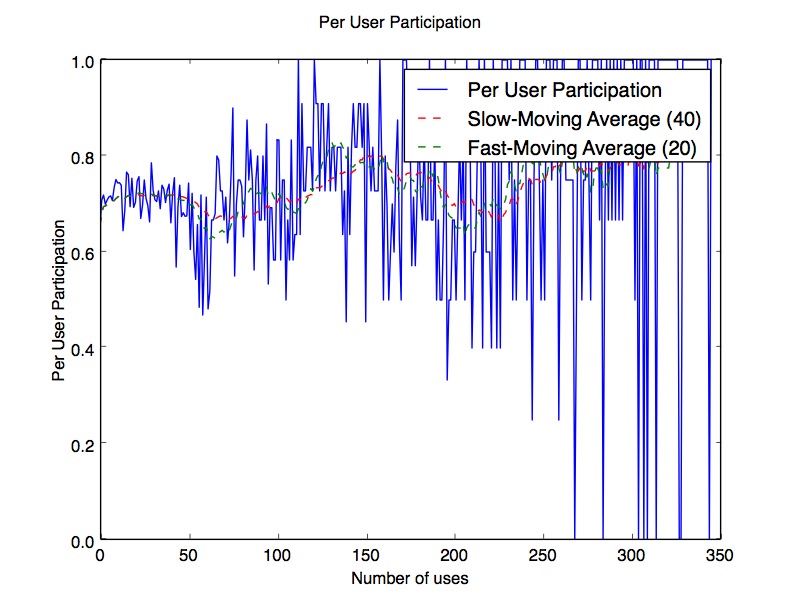 Per User Participation
1.0
0.8
0.6
0.4
0.2
0.0
Per User Participation
Per User Participation
Slow-Moving Average (40)
Fast-Moving Average (20)
0
50
100
150
200
250
300
350
Number of uses